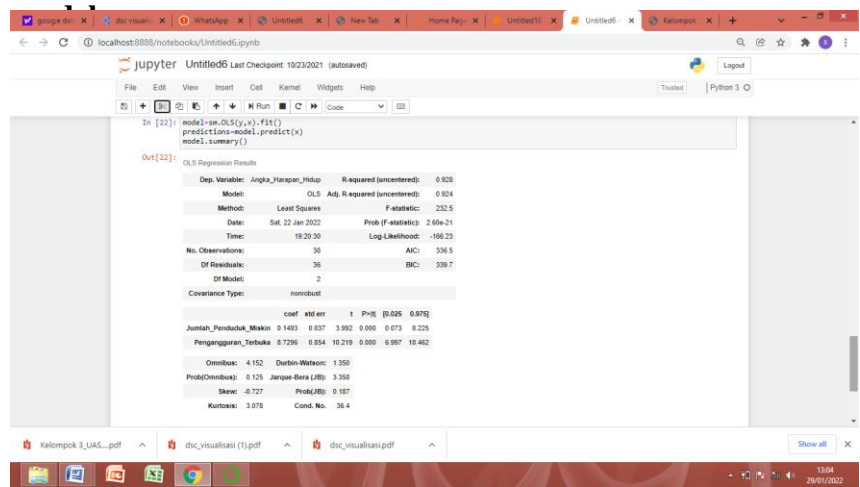 google dat
dsc visualis
WhatsApp
Untitled6
New Tab
Home Page
Untitled10
Untitled6 -
Kelompok
localhost:8888/notebooks/Untitled6.ipynb
jupyter Untitled6 Last Checkpoint: 10/23/2021 (autosaved)
Logout
File Edit View Insert Cell Kernel Widgets Help
Trusted Python 3
Run Code
In [22]: model=sm.OLS(y,x).fit()
predictions=model.predict(x)
model.summary()
Out[22]: OLS Regression Results
Dep. Variable: Angka_Harapan_Hidup R-squared (uncentered): 0.928
Model: OLS Adj. R-squared (uncentered): 0.924
Method: Least Squares F-statistic: 232.5
Date: Sat, 22 Jan 2022 Prob (F-statistic): 2.60e-21
Time: 19:20:30 Log-Likelihood: -166.23
No. Observations: 38 AIC: 336.5
Df Residuals: 36 BIC: 339.7
Df Model: 2
Covariance Type: nonrobust
coef std err t P>|t| [0.025 0.975]
Jumlah_Penduduk_Miskin 0.1493 0.037 3.992 0.000 0.073 0.225
Pengangguran_Terbuka 8.7296 0.854 10.219 0.000 6.997 10.462
Omnibus: 4.152 Durbin-Watson: 1.350
Prob(Omnibus): 0.125 Jarque-Bera (JB): 3.358
Skew: -0.727 Prob(JB): 0.187
Kurtosis: 3.078 Cond. No. 36.4
Kelompok 3_UAS....pdf
dsc_visualisasi (1).pdf
dsc_visualisasi.pdf
Show all
13:04
29/01/2022